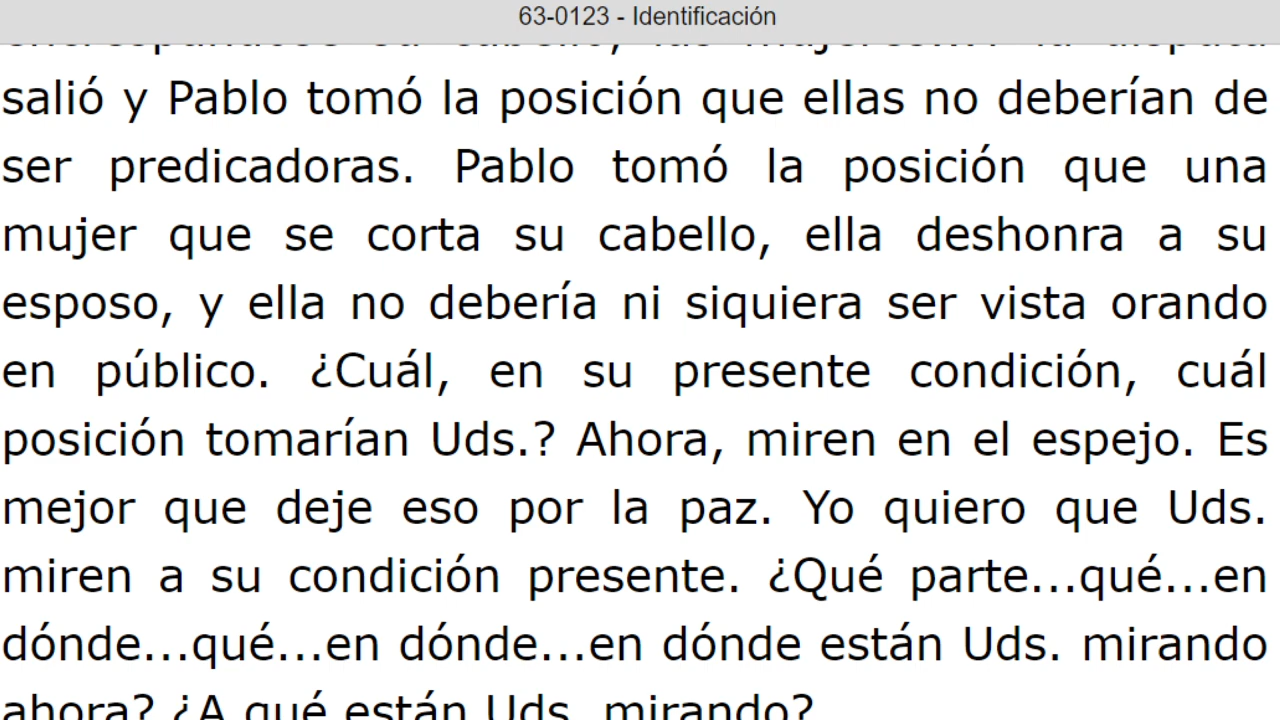 63-0123 - Identificación
salió y Pablo tomó la posición que ellas no deberían de
ser predicadoras. Pablo tomó la posición que una
mujer que se corta su cabello, ella deshonra a su
esposo, y ella no debería ni siquiera ser vista orando
en público. ¿Cuál, en su presente condición, cuál
posición tomarían Uds.? Ahora, miren en el espejo. Es
mejor que deje eso por la paz. Yo quiero que Uds.
miren a su condición presente. ¿Qué parte...qué...en
dónde...qué...en dónde...en dónde están Uds. mirando
ahora? ¿A qué están Uds. mirando?